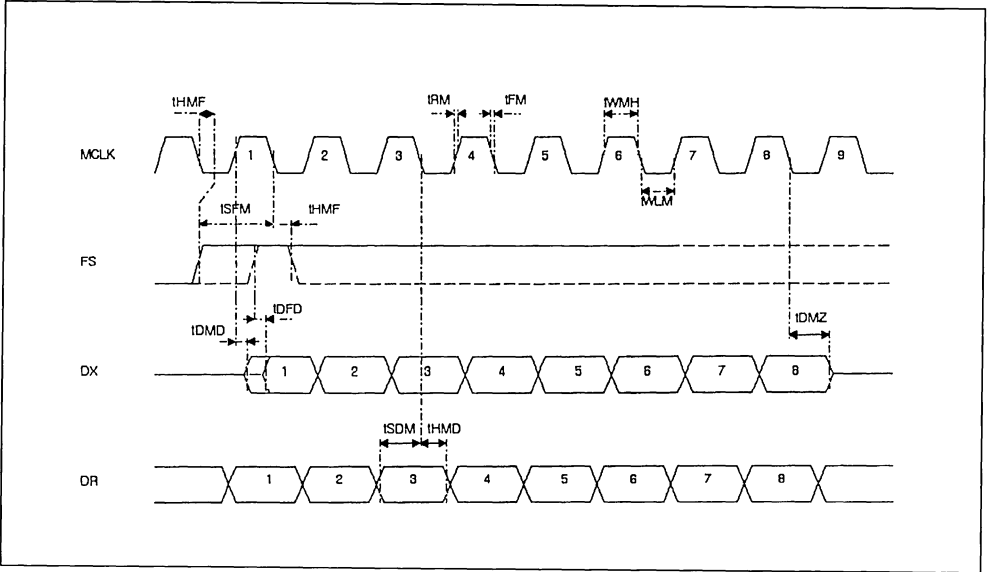 tHMF tRM tFM tWMH
MCLK 1 2 3 4 5 6 7 8 9
tWLM
tSFM tHMF
FS
tDFD
tDMD tDMZ
DX 1 2 3 4 5 6 7 8
tSDM tHMD
DR 1 2 3 4 5 6 7 8